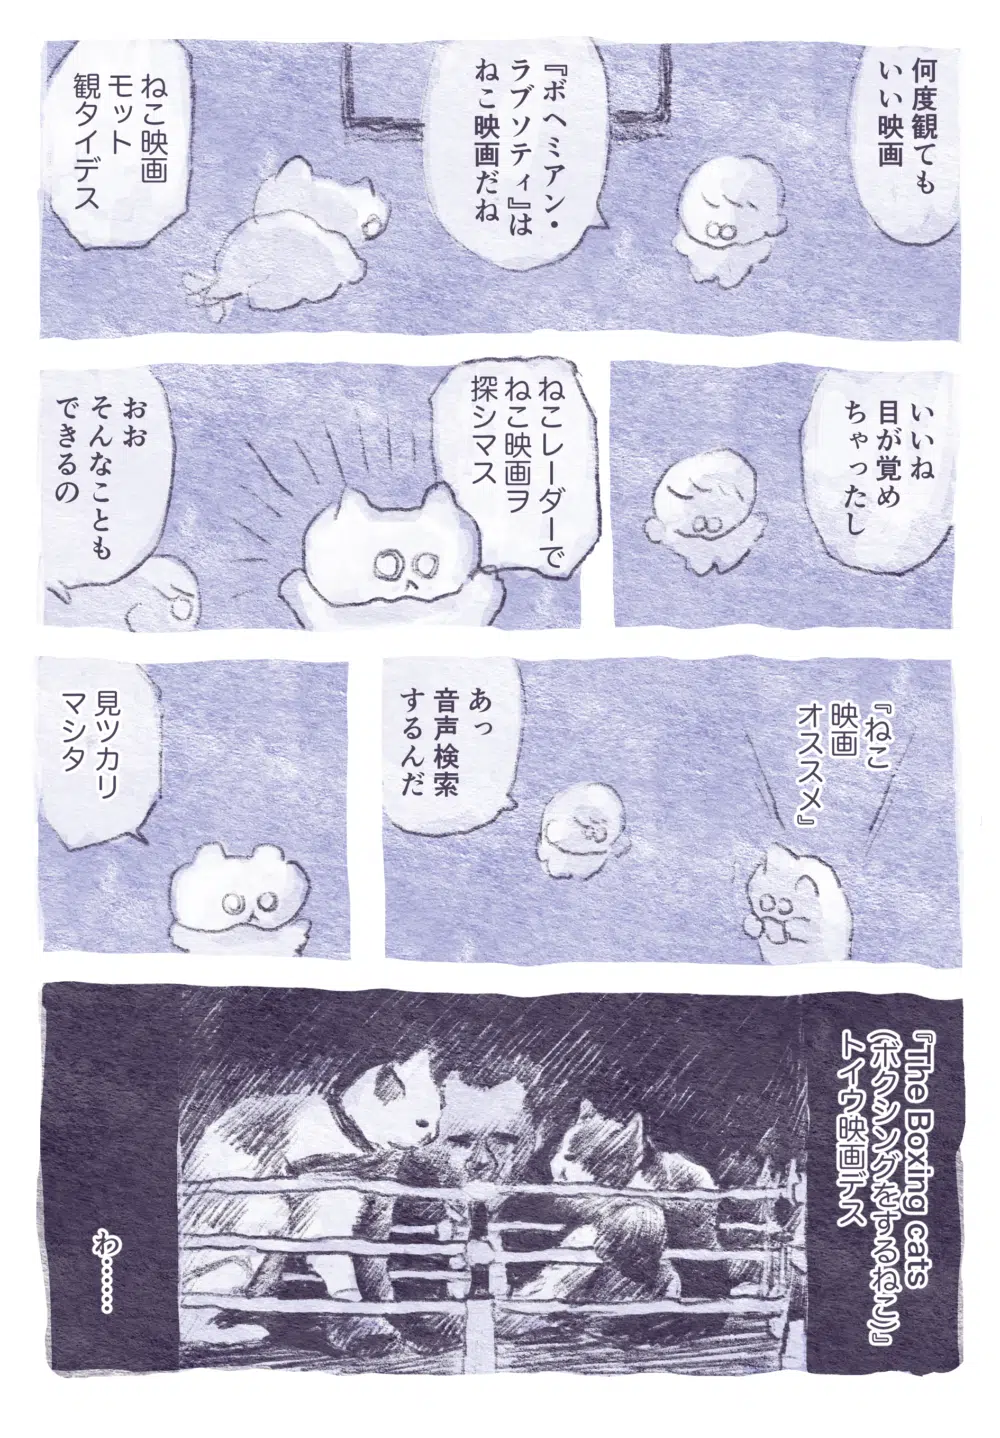 何度観ても
いい映画
『ボヘミアン・
ラプソティ』は
ねこ映画だね
ねこ映画
モット
観タイデス
いいね
目が覚め
ちゃったし
ねこレーダーで
ねこ映画ヲ
探シマス
おお
そんなことも
できるの
『ねこ
映画
オススメ』
あっ
音声検索
するんだ
見ツカリ
マシタ
『The Boxing cats
(ボクシングをするねこ)』
トイウ映画デス
わ……